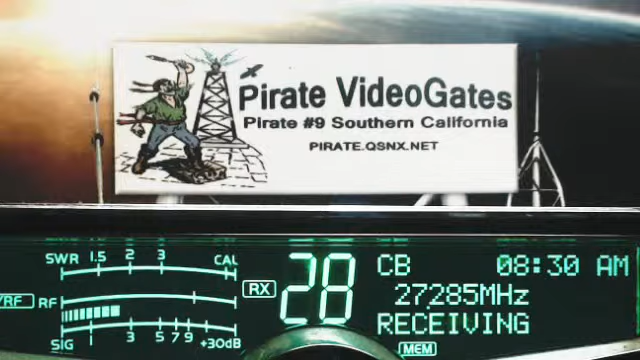 Pirate VideoGates
Pirate #9 Southern California
PIRATE.QSNX.NET
SWR 1.5 2 3 CAL
/RF RF
SIG 1 3 5 7 9 +30dB
RX
28
CB 08:30 AM
27285MHz
RECEIVING
MEM